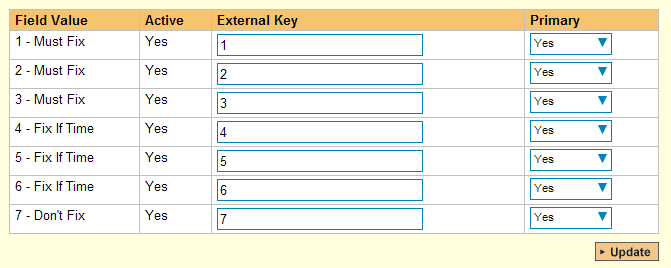 Field Value Active External Key Primary
1 - Must Fix Yes 1 Yes
2 - Must Fix Yes 2 Yes
3 - Must Fix Yes 3 Yes
4 - Fix If Time Yes 4 Yes
5 - Fix If Time Yes 5 Yes
6 - Fix If Time Yes 6 Yes
7 - Don't Fix Yes 7 Yes
Update